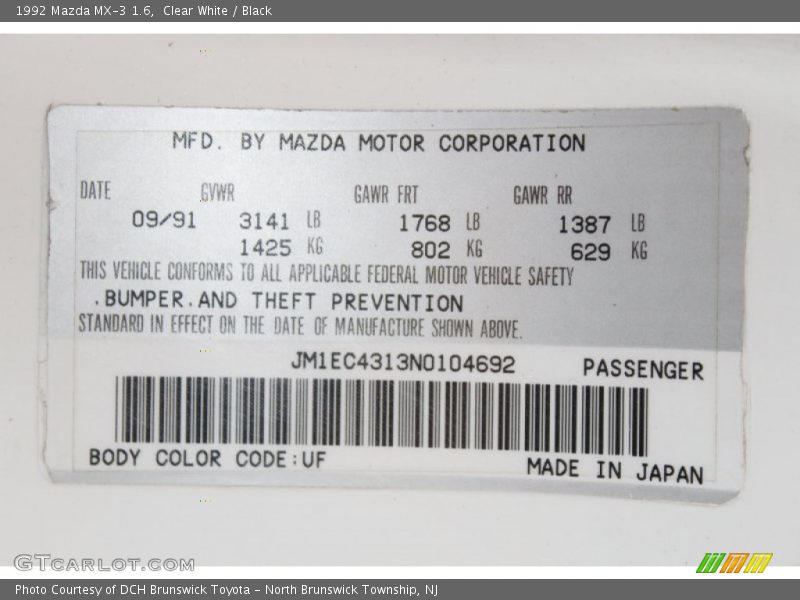 1992 Mazda MX-3 1.6,  Clear White / Black
MFD. BY MAZDA MOTOR CORPORATION
DATE GVWR GAWR FRT GAWR RR
09/91 3141 LB 1768 LB 1387 LB
1425 KG 802 KG 629 KG
THIS VEHICLE CONFORMS TO ALL APPLICABLE FEDERAL MOTOR VEHICLE SAFETY
.BUMPER.AND THEFT PREVENTION
STANDARD IN EFFECT ON THE DATE OF MANUFACTURE SHOWN ABOVE.
JM1EC4313N0104692 PASSENGER
BODY COLOR CODE:UF MADE IN JAPAN
GTCARLOT.COM
Photo Courtesy of DCH Brunswick Toyota - North Brunswick Township, NJ